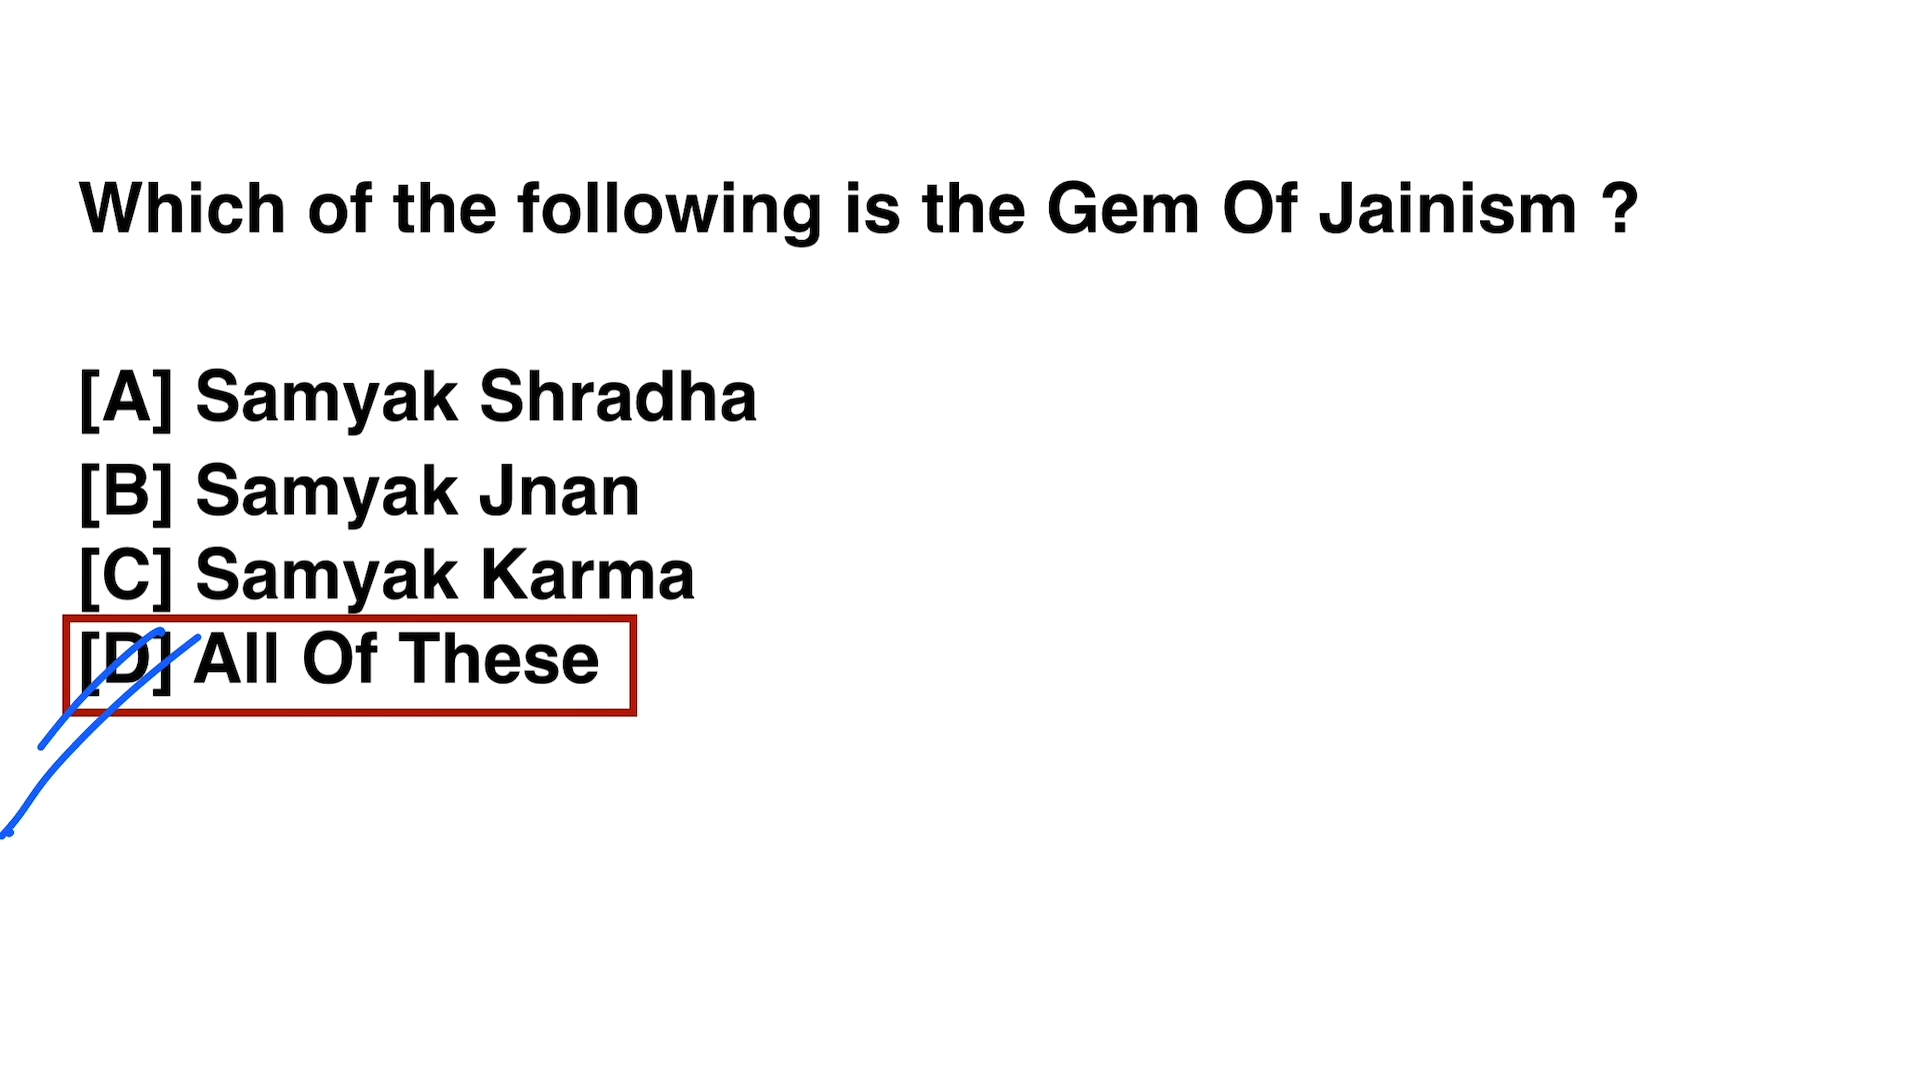 Which of the following is the Gem Of Jainism ?
[A] Samyak Shradha
[B] Samyak Jnan
[C] Samyak Karma
[D] All Of These